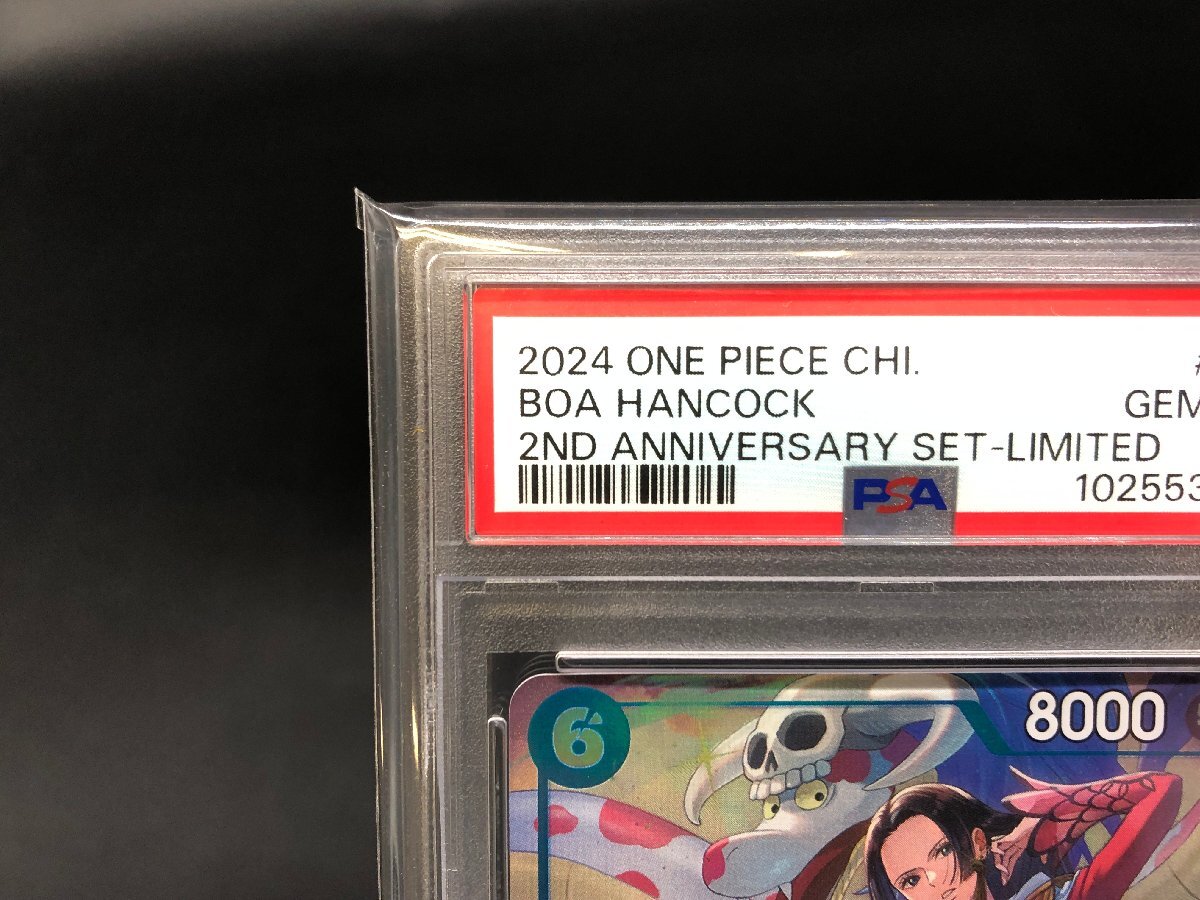 2024 ONE PIECE CHI. #
BOA HANCOCK GEM
2ND ANNIVERSARY SET-LIMITED
PSA 102553
6 8000